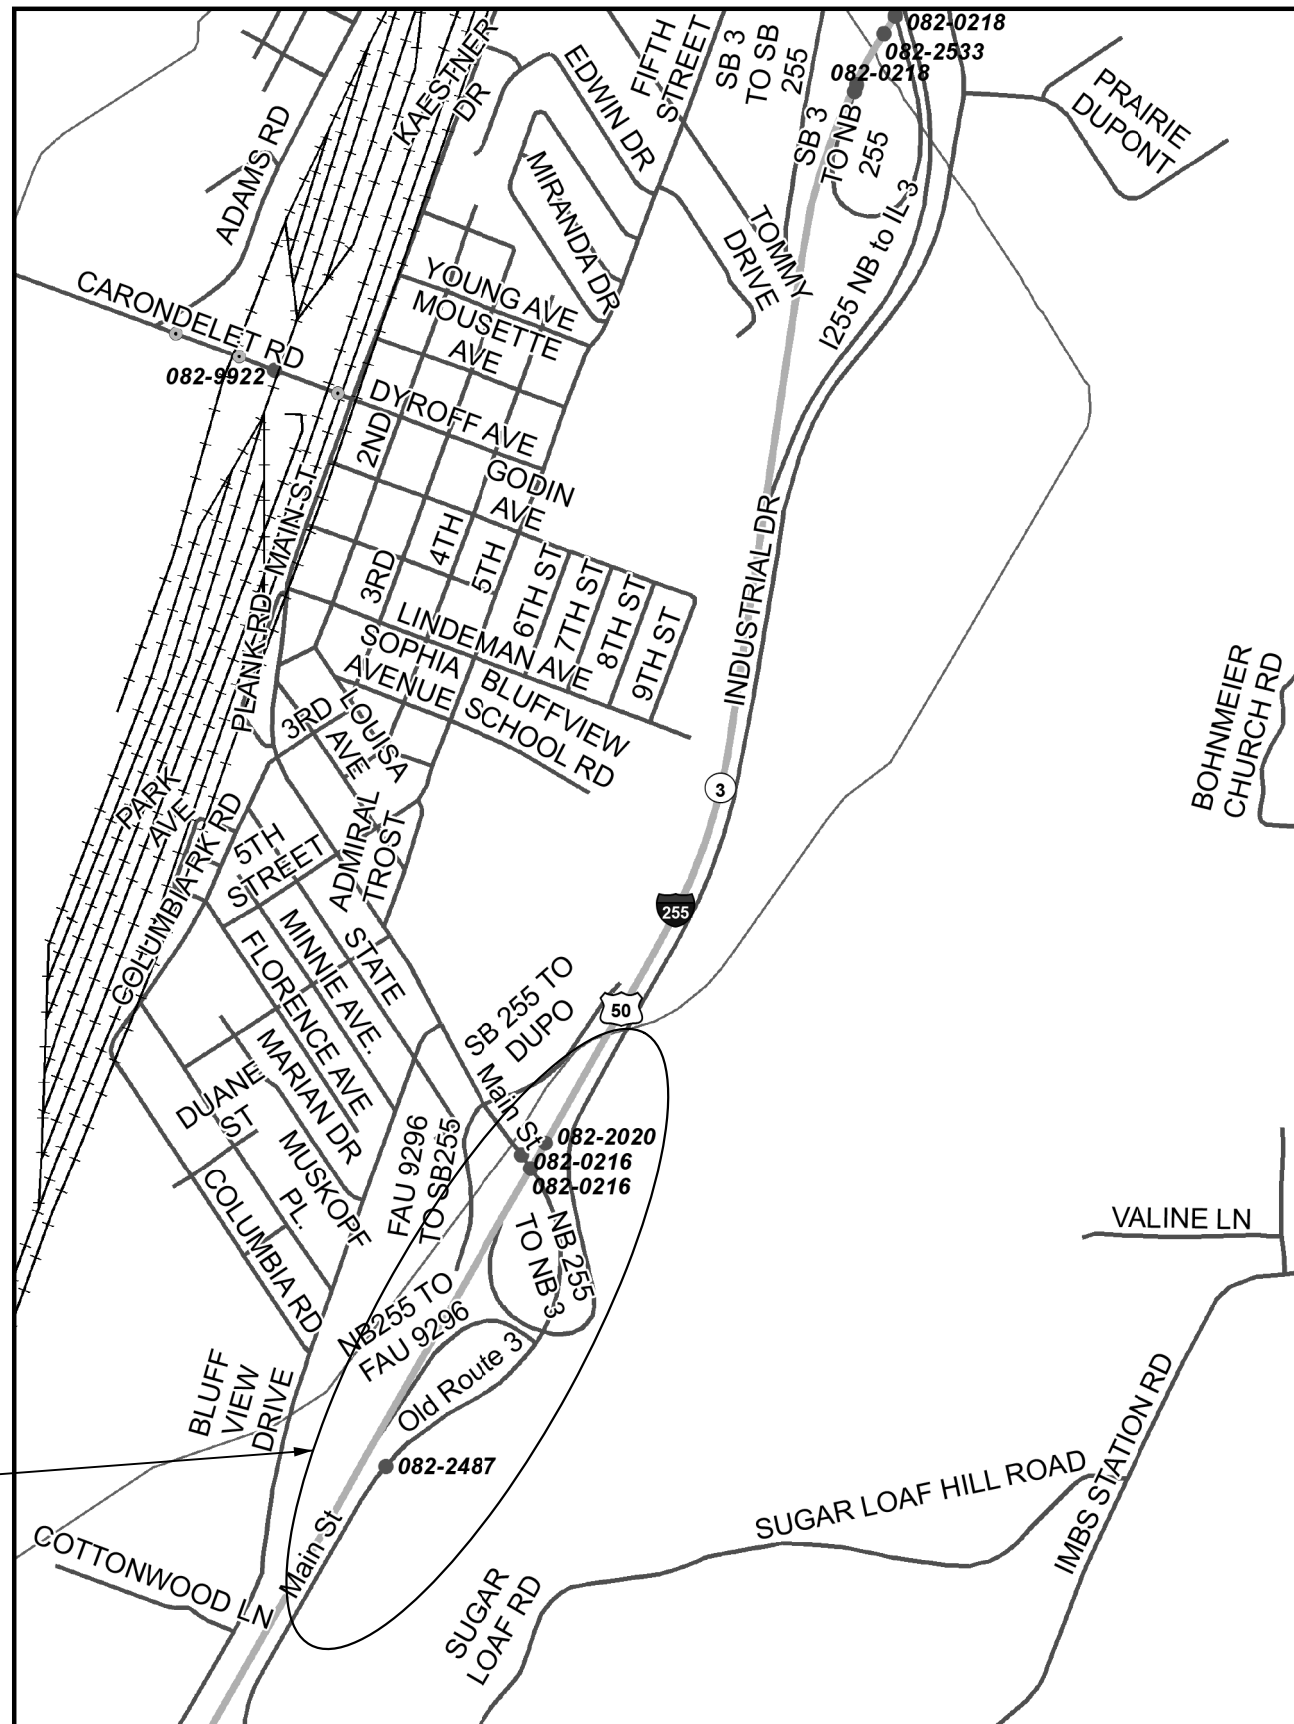 082-0218
082-2533
082-0218
KAESTNER
DR
EDWIN DR
FIFTH
STREET
SB 3
TO SB
255
SB 3
TO NB
255
PRAIRIE
DUPONT
ADAMS RD
MIRANDA DR
TOMMY
DRIVE
I255 NB to IL 3
CARONDELET RD
082-9922
YOUNG AVE
MOUSETTE
AVE
DYROFF AVE
2ND
GODIN
AVE
PLANK RD
MAIN ST
3RD
4TH
5TH
6TH ST
7TH ST
8TH ST
9TH ST
LINDEMAN AVE
SOPHIA
AVENUE
BLUFFVIEW
SCHOOL RD
INDUSTRIAL DR
BOHNMEIER
CHURCH RD
3RD
AVE
LOUISA
3
PARK
AVE
COLUMBIA PARK RD
5TH
STREET
ADMIRAL
TROST
255
MINNIE AVE.
STATE
FLORENCE AVE
SB 255 TO
DUPO
50
MARIAN DR
DUANE
ST
Main St
082-2020
082-0216
082-0216
FAU 9296
TO SB255
MUSKOPF
PL.
COLUMBIA RD
NB 255
TO NB 3
VALINE LN
NB255 TO
FAU 9296
Old Route 3
BLUFF
VIEW
DRIVE
082-2487
Main St
COTTONWOOD LN
SUGAR
LOAF RD
SUGAR LOAF HILL ROAD
IMBS STATION RD